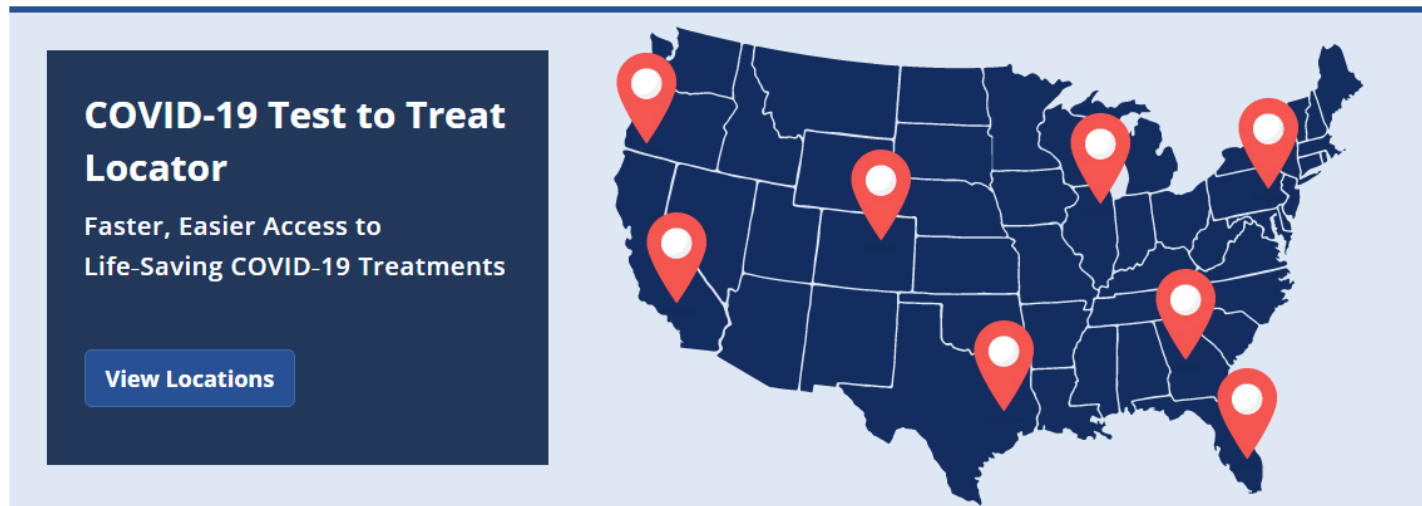 COVID-19 Test to Treat
Locator
Faster, Easier Access to
Life-Saving COVID-19 Treatments
View Locations